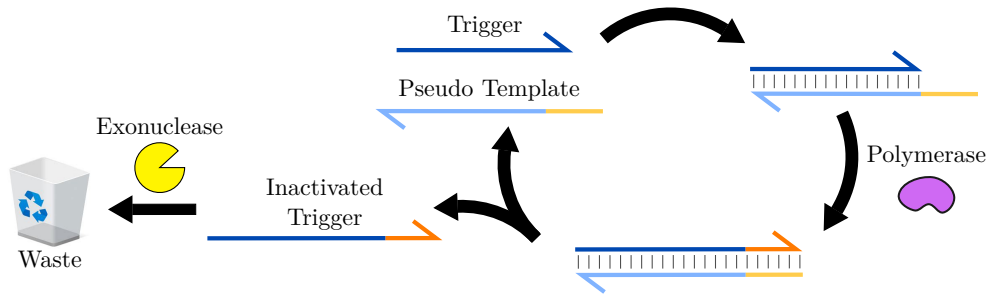 Trigger
Pseudo Template
Exonuclease
Polymerase
Inactivated
Trigger
Waste